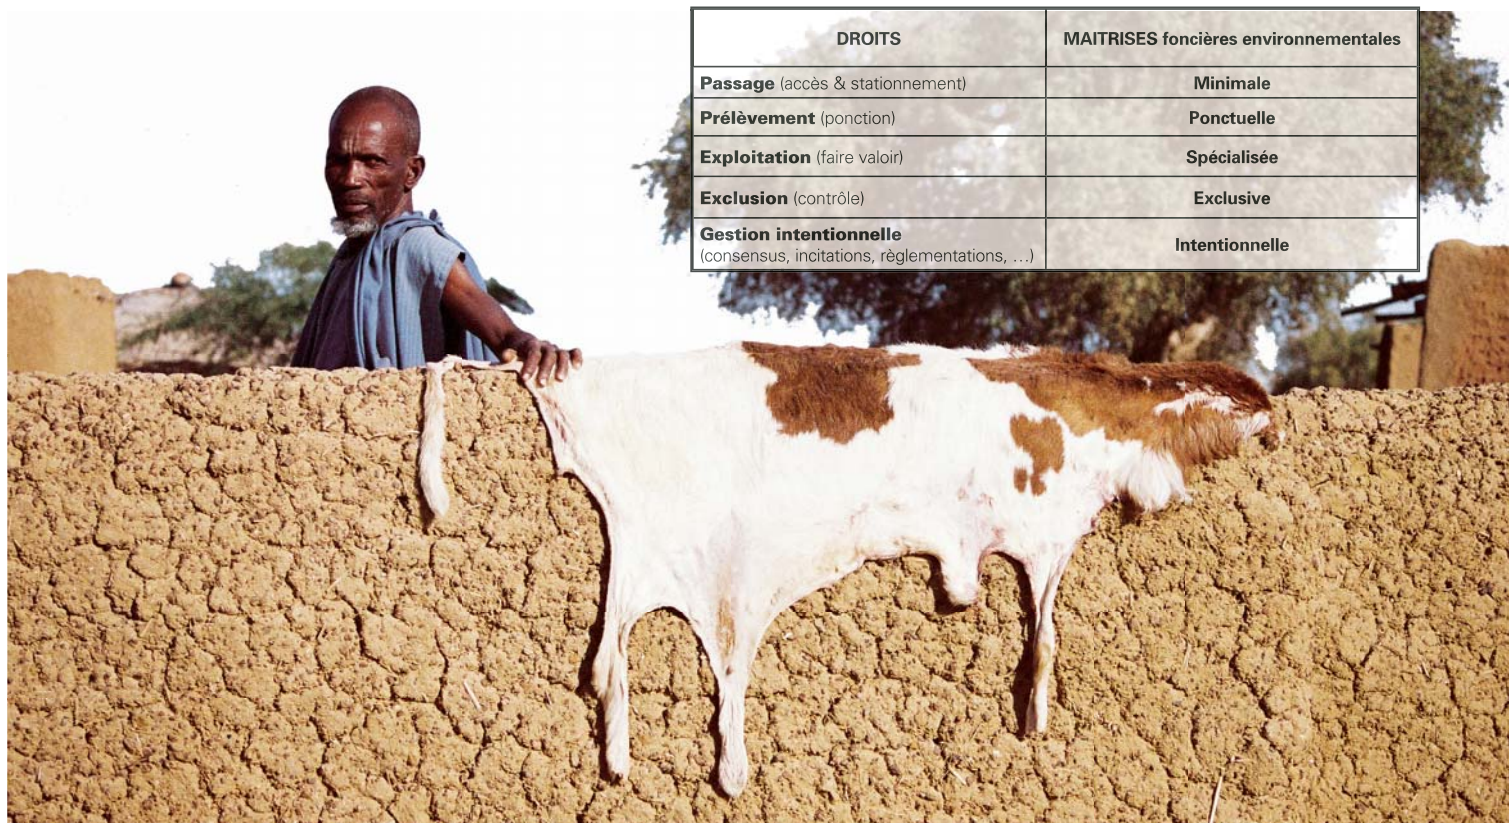 DROITS MAITRISES foncières environnementales
Passage (accès & stationnement) Minimale
Prélèvement (ponction) Ponctuelle
Exploitation (faire valoir) Spécialisée
Exclusion (contrôle) Exclusive
Gestion intentionnelle
(consensus, incitations, règlementations, …) Intentionnelle